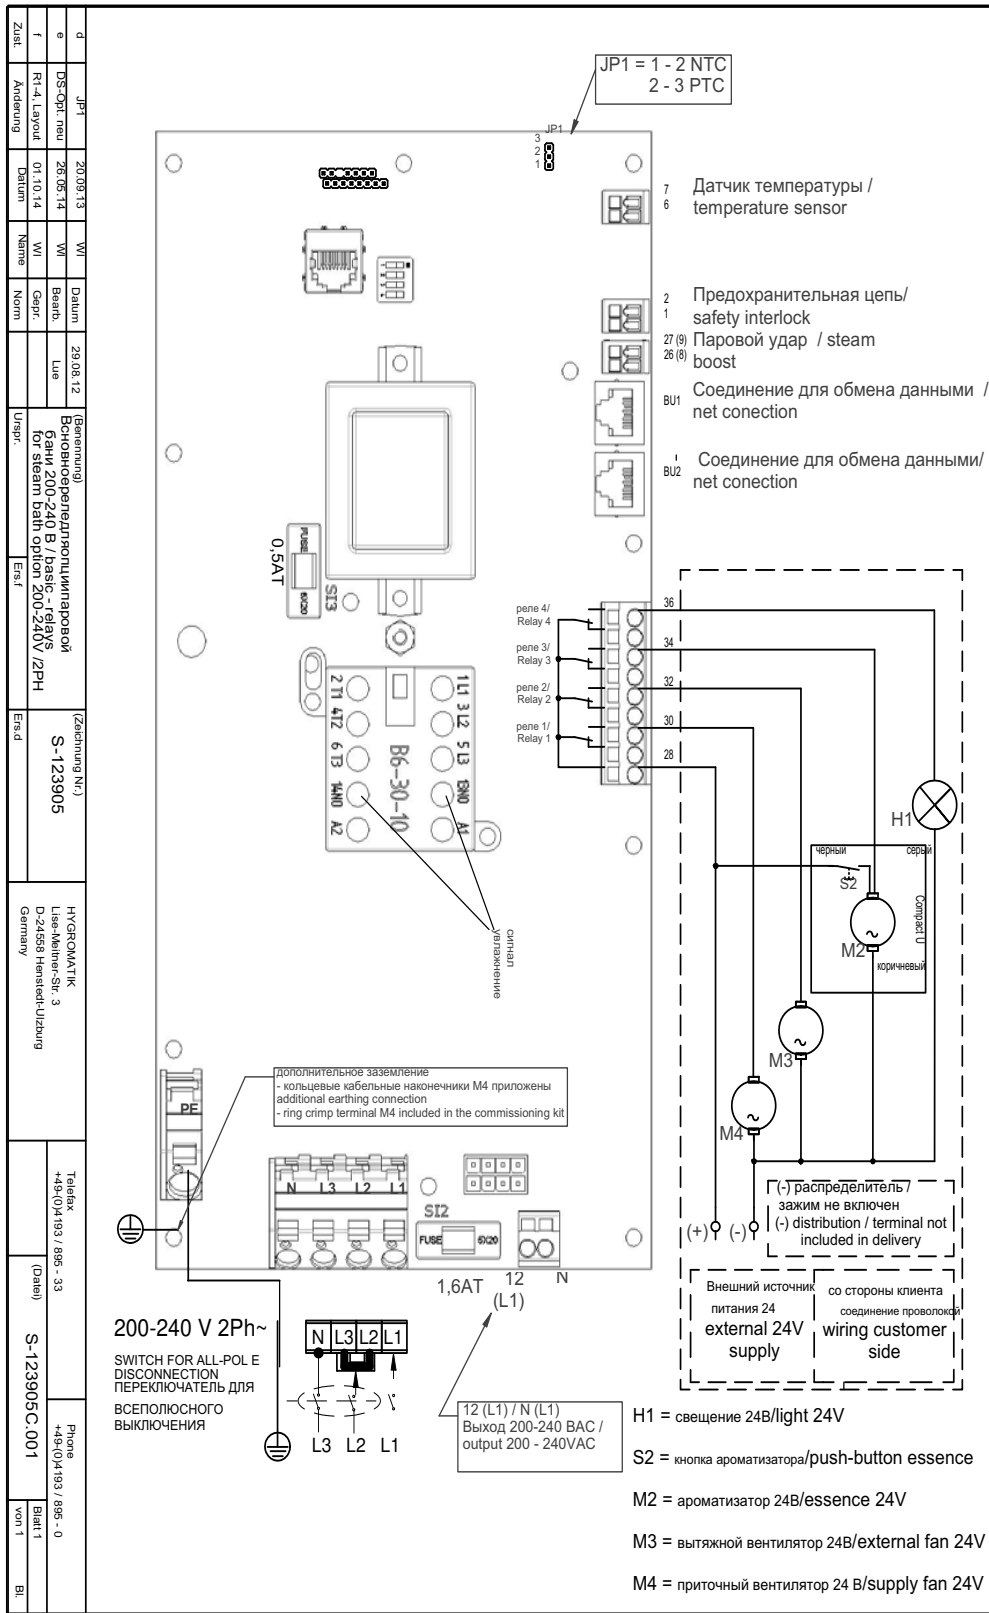 JP1 = 1 - 2 NTC
2 - 3 PTC
JP1
3
2
1
7
6
Датчик температуры /
temperature sensor
2
1
Предохранительная цепь/
safety interlock
27 (9)
26 (8)
Паровой удар / steam
boost
BU1
Соединение для обмена данными /
net conection
BU2
Соединение для обмена данными/
net conection
FUSE
6X20
0,5AT
SI3
реле 4/
Relay 4
реле 3/
Relay 3
реле 2/
Relay 2
реле 1/
Relay 1
36
34
32
30
28
2 T1 4T2 6 T3 14NO A2
B6-30-10
1L1 3 L2 5 L3 13NO A1
сигнал
увлажнение
H1
черный
серый
S2
Compact U
M2
коричневый
M3
M4
(+)
(-)
(-) распределитель /
зажим не включен
(-) distribution / terminal not
included in delivery
Внешний источник
питания 24
external 24V
supply
со стороны клиента
соединение проволокой
wiring customer
side
дополнительное заземление
- кольцевые кабельные наконечники M4 приложены
additional earthing connection
- ring crimp terminal M4 included in the commissioning kit
PE
N L3 L2 L1
SI2
FUSE
6X20
1,6AT
12
(L1)
N
200-240 V 2Ph~
SWITCH FOR ALL-POL E
DISCONNECTION
ПЕРЕКЛЮЧАТЕЛЬ ДЛЯ
ВСЕПОЛЮСНОГО
ВЫКЛЮЧЕНИЯ
N L3 L2 L1
L3 L2 L1
12 (L1) / N (L1)
Выход 200-240 ВАС /
output 200 - 240VAC
H1 = свещение 24В/light 24V
S2 = кнопка ароматизатора/push-button essence
M2 = ароматизатор 24В/essence 24V
M3 = вытяжной вентилятор 24В/external fan 24V
M4 = приточный вентилятор 24 В/supply fan 24V
d JP1 20.09.13 WI
e DS-Opt. neu 26.05.14 WI
f R1-4, Layout 01.10.14 WI
Zust. Änderung Datum Name
Datum 29.08.12
Bearb. Lue
Gepr.
Norm
(Benennung)
Всновноереледляопциипаровой
бани 200-240 В / basic - relays
for steam bath option 200-240V /2PH
Urspr.
Ers.f
Ers.d
(Zeichnung Nr.)
S-123905
HYGROMATIK
Lise-Meitner-Str. 3
D-24558 Henstedt-Ulzburg
Germany
Telefax
+49-(0)4193 / 895 - 33
Phone
+49-(0)4193 / 895 - 0
(Datei)
S-123905C.001
Blatt 1
von 1
Bl.